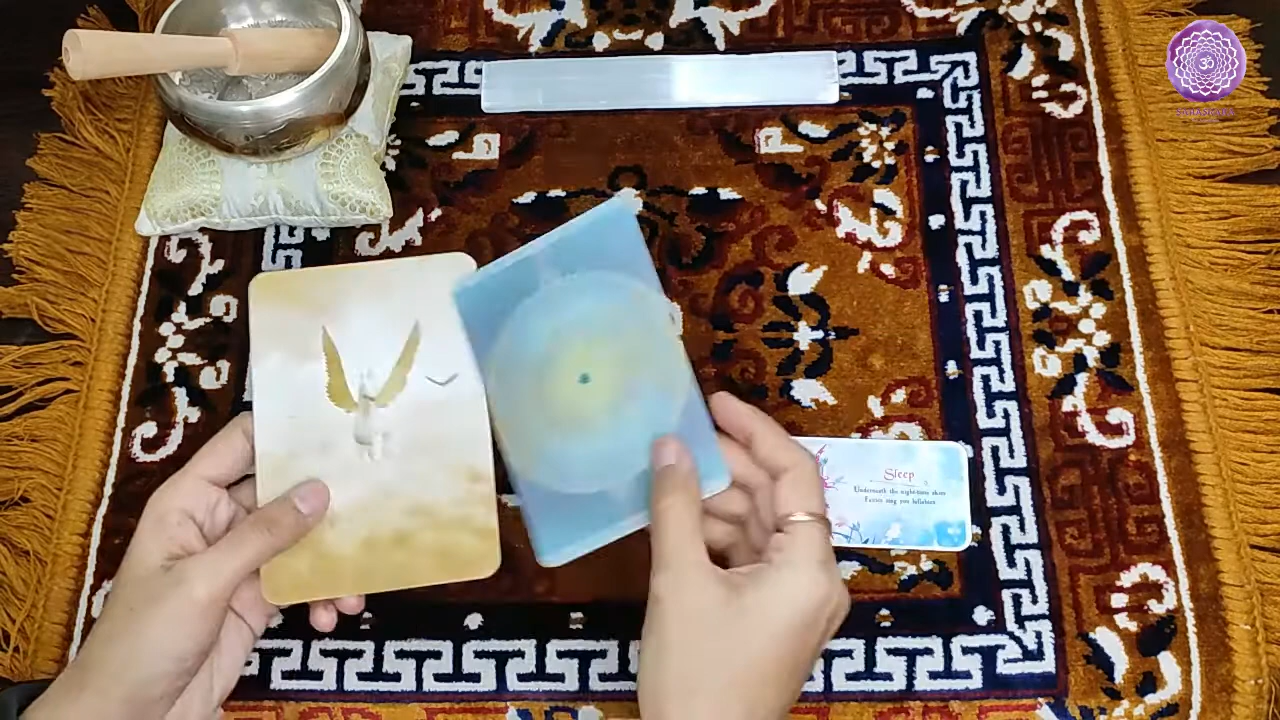 Sleep
Underneath the night-time skies
Fairies sing you lullabies
ॐ